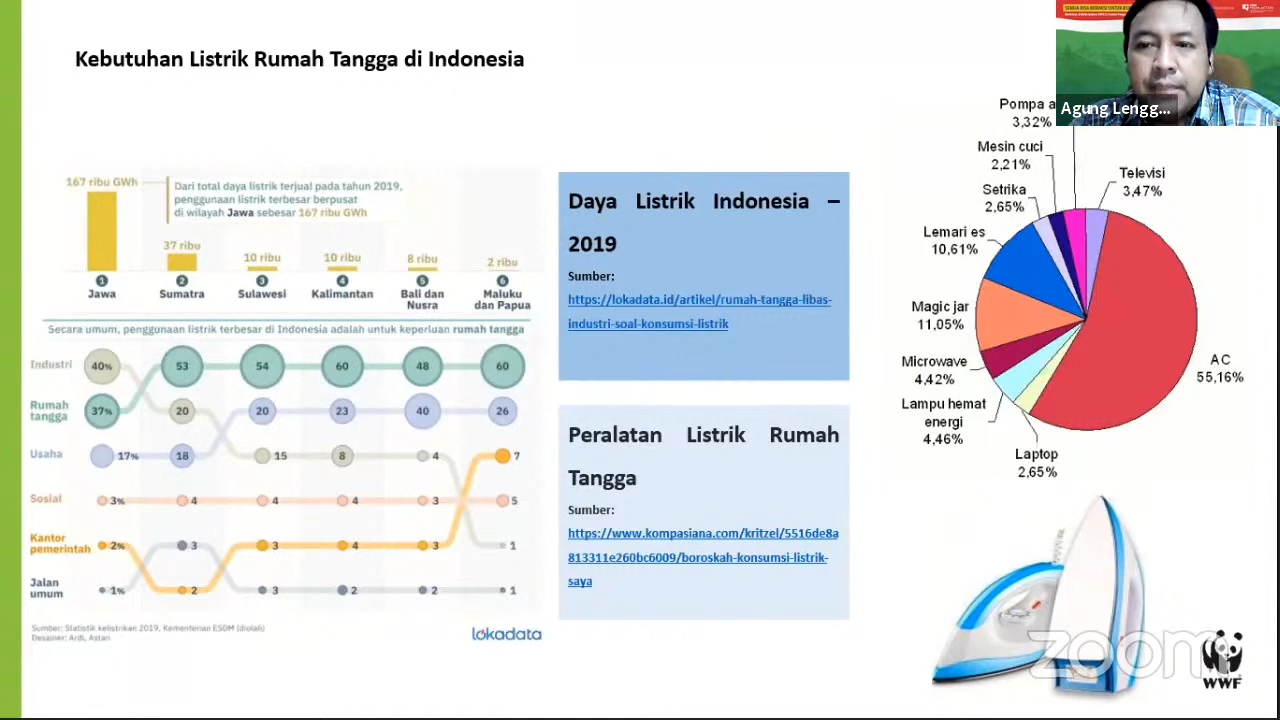 Kebutuhan Listrik Rumah Tangga di Indonesia
SEMUA BISA BERAKSI UNTUK
Agung Lengg...
167 ribu GWh
Dari total daya listrik terjual pada tahun 2019,
penggunaan listrik terbesar berpusat
di wilayah Jawa sebesar 167 ribu GWh
37 ribu
10 ribu
10 ribu
8 ribu
2 ribu
1
2
3
4
5
6
Jawa
Sumatra
Sulawesi
Kalimantan
Bali dan
Nusra
Maluku
dan Papua
Secara umum, penggunaan listrik terbesar di Indonesia adalah untuk keperluan rumah tangga
Industri
40%
53
54
60
48
60
Rumah
tangga
37%
20
20
23
40
26
Usaha
17%
18
15
8
4
7
Sosial
3%
4
4
4
3
5
Kantor
pemerintah
2%
3
3
4
3
1
Jalan
umum
1%
2
3
2
2
1
Sumber: Statistik kelistrikan 2019, Kementerian ESDM (diolah)
Desainer: Ardi, Astari
lokadata
Daya Listrik Indonesia –
2019
Sumber:
https://lokadata.id/artikel/rumah-tangga-libas-
industri-soal-konsumsi-listrik
Peralatan Listrik Rumah
Tangga
Sumber:
https://www.kompasiana.com/kritzel/5516de8a
813311e260bc6009/boroskah-konsumsi-listrik-
saya
Pompa a
3,32%
Mesin cuci
2,21%
Setrika
2,65%
Lemari es
10,61%
Magic jar
11,05%
Microwave
4,42%
Lampu hemat
energi
4,46%
Laptop
2,65%
Televisi
3,47%
AC
55,16%
zoom
WWF